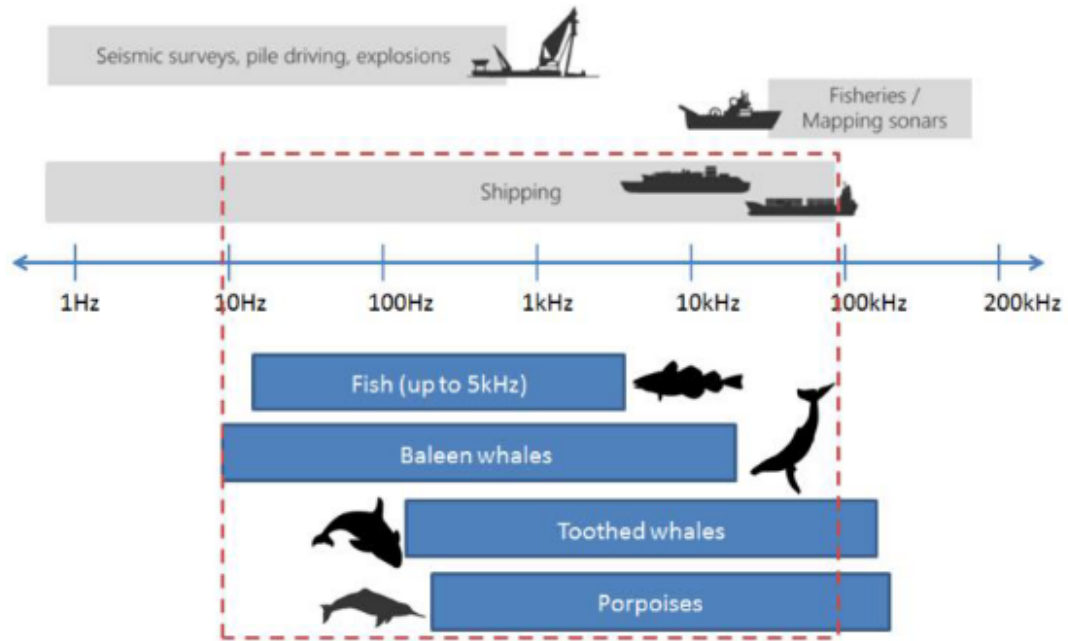 Seismic surveys, pile driving, explosions
Fisheries /
Mapping sonars
Shipping
1Hz 10Hz 100Hz 1kHz 10kHz 100kHz 200kHz
Fish (up to 5kHz)
Baleen whales
Toothed whales
Porpoises